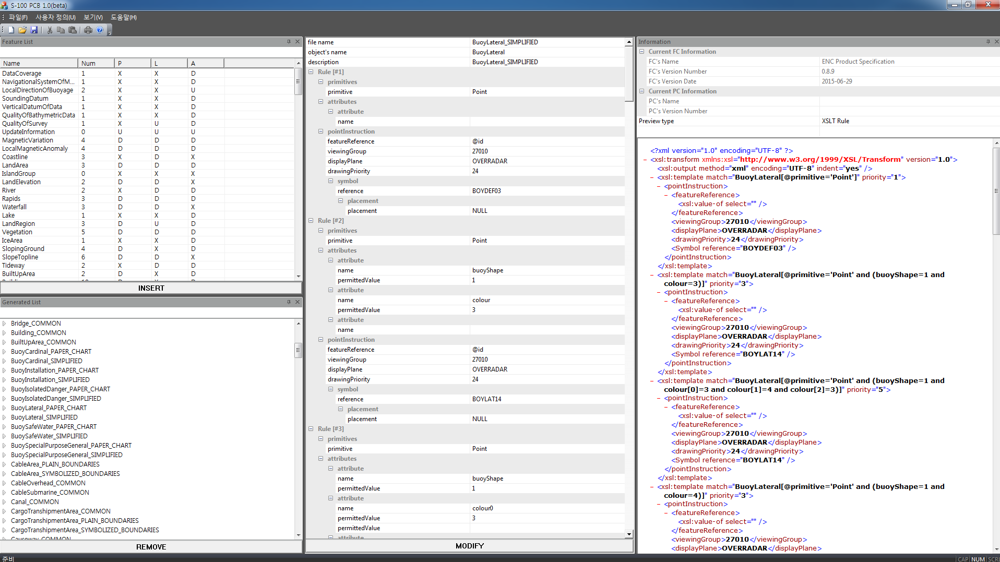 S-100 PCB 1.0(beta)
파일(F) 사용자 정의(U) 보기(V) 도움말(H)
Feature List
Name Num P L A
DataCoverage 1 X X D
NavigationalSystemOfM... 1 X X D
LocalDirectionOfBuoyage 2 X X U
SoundingDatum 1 X X D
VerticalDatumOfData 1 X X D
QualityOfBathymetricData 1 X X D
QualityOfSurvey 1 X U D
UpdateInformation 0 U U U
MagneticVariation 4 D D D
LocalMagneticAnomaly 4 D D D
Coastline 3 X D X
LandArea 3 D D D
IslandGroup 0 X X X
LandElevation 2 D D X
River 2 X D D
Rapids 3 D D D
Waterfall 3 D D X
Lake 1 X X D
LandRegion 3 D U D
Vegetation 5 D D D
IceArea 1 X X D
SlopingGround 4 D X D
SlopeTopline 6 D D X
Tideway 2 X D D
BuiltUpArea 2 D X D
INSERT
Generated List
Bridge_COMMON
Building_COMMON
BuiltUpArea_COMMON
BuoyCardinal_PAPER_CHART
BuoyCardinal_SIMPLIFIED
BuoyInstallation_PAPER_CHART
BuoyInstallation_SIMPLIFIED
BuoyIsolatedDanger_PAPER_CHART
BuoyIsolatedDanger_SIMPLIFIED
BuoyLateral_PAPER_CHART
BuoyLateral_SIMPLIFIED
BuoySafeWater_PAPER_CHART
BuoySafeWater_SIMPLIFIED
BuoySpecialPurposeGeneral_PAPER_CHART
BuoySpecialPurposeGeneral_SIMPLIFIED
CableArea_PLAIN_BOUNDARIES
CableArea_SYMBOLIZED_BOUNDARIES
CableOverhead_COMMON
CableSubmarine_COMMON
Canal_COMMON
CargoTranshipmentArea_COMMON
CargoTranshipmentArea_PLAIN_BOUNDARIES
CargoTranshipmentArea_SYMBOLIZED_BOUNDARIES
Causeway_COMMON
REMOVE
file name BuoyLateral_SIMPLIFIED
object's name BuoyLateral
description BuoyLateral_SIMPLIFIED
Rule [#1]
primitives
primitive Point
attributes
attribute
name
pointInstruction
featureReference @id
viewingGroup 27010
displayPlane OVERRADAR
drawingPriority 24
symbol
reference BOYDEF03
placement
placement NULL
Rule [#2]
primitives
primitive Point
attributes
attribute
name buoyShape
permittedValue 1
attribute
name colour
permittedValue 3
attribute
name
pointInstruction
featureReference @id
viewingGroup 27010
displayPlane OVERRADAR
drawingPriority 24
symbol
reference BOYLAT14
placement
placement NULL
Rule [#3]
primitives
primitive Point
attributes
attribute
name buoyShape
permittedValue 1
attribute
name colour0
permittedValue 3
permittedValue
attribute
MODIFY
Information
Current FC Information
FC's Name ENC Product Specification
FC's Version Number 0.8.9
FC's Version Date 2015-06-29
Current PC Information
PC's Name
PC's Version Number
Preview type XSLT Rule
<?xml version="1.0" encoding="UTF-8" ?>
- <xsl:transform xmlns:xsl="http://www.w3.org/1999/XSL/Transform" version="1.0">
<xsl:output method="xml" encoding="UTF-8" indent="yes" />
- <xsl:template match="BuoyLateral[@primitive='Point']" priority="1">
- <pointInstruction>
- <featureReference>
<xsl:value-of select="" />
</featureReference>
<viewingGroup>27010</viewingGroup>
<displayPlane>OVERRADAR</displayPlane>
<drawingPriority>24</drawingPriority>
<Symbol reference="BOYDEF03" />
</pointInstruction>
</xsl:template>
- <xsl:template match="BuoyLateral[@primitive='Point' and (buoyShape=1 and
colour=3)]" priority="3">
- <pointInstruction>
- <featureReference>
<xsl:value-of select="" />
</featureReference>
<viewingGroup>27010</viewingGroup>
<displayPlane>OVERRADAR</displayPlane>
<drawingPriority>24</drawingPriority>
<Symbol reference="BOYLAT14" />
</pointInstruction>
</xsl:template>
- <xsl:template match="BuoyLateral[@primitive='Point' and (buoyShape=1 and
colour[0]=3 and colour[1]=4 and colour[2]=3)]" priority="5">
- <pointInstruction>
- <featureReference>
<xsl:value-of select="" />
</featureReference>
<viewingGroup>27010</viewingGroup>
<displayPlane>OVERRADAR</displayPlane>
<drawingPriority>24</drawingPriority>
<Symbol reference="BOYLAT14" />
</pointInstruction>
</xsl:template>
- <xsl:template match="BuoyLateral[@primitive='Point' and (buoyShape=1 and
colour=4)]" priority="3">
- <pointInstruction>
- <featureReference>
<xsl:value-of select="" />
</featureReference>
<viewingGroup>27010</viewingGroup>
<displayPlane>OVERRADAR</displayPlane>
준비
CAP NUM SCRL